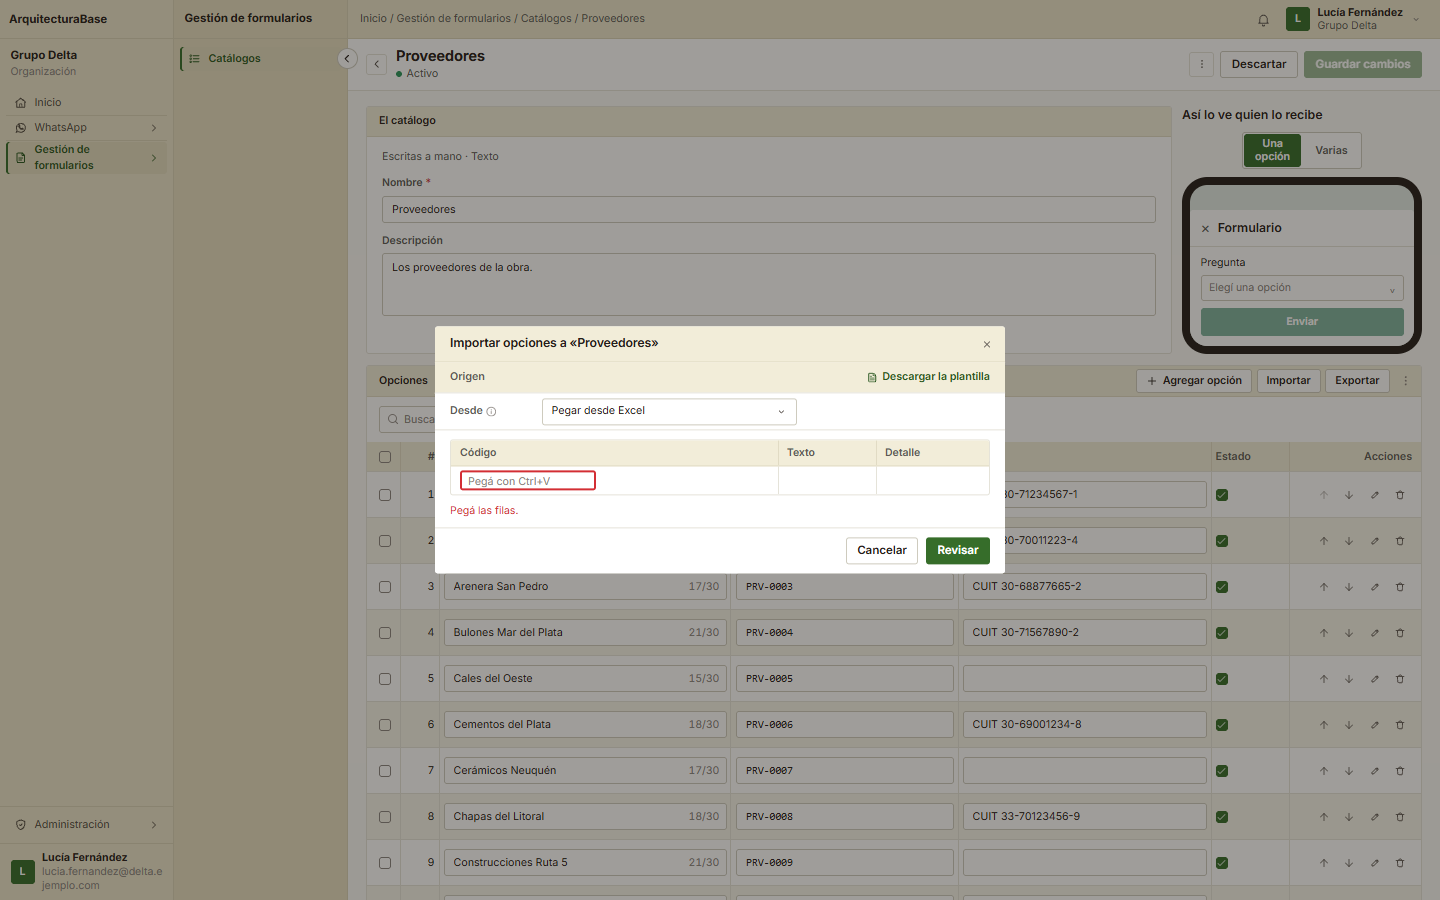 ArquitecturaBase
Gestión de formularios
Inicio / Gestión de formularios / Catálogos / Proveedores
L
Lucía Fernández
Grupo Delta
Grupo Delta
Organización
Inicio
WhatsApp
Gestión de
formularios
Catálogos
Proveedores
Activo
Descartar
Guardar cambios
El catálogo
Escritas a mano · Texto
Nombre *
Proveedores
Descripción
Los proveedores de la obra.
Así lo ve quien lo recibe
Una
opción
Varias
Formulario
Pregunta
Elegí una opción
Enviar
Importar opciones a «Proveedores»
Origen
Descargar la plantilla
Desde
Pegar desde Excel
Código Texto Detalle
Pegá con Ctrl+V
Pegá las filas.
Cancelar
Revisar
Opciones
Agregar opción
Importar
Exportar
Busca
# Estado Acciones
1 30-71234567-1
2 30-70011223-4
3 Arenera San Pedro 17/30 PRV-0003 CUIT 30-68877665-2
4 Bulones Mar del Plata 21/30 PRV-0004 CUIT 30-71567890-2
5 Cales del Oeste 15/30 PRV-0005
6 Cementos del Plata 18/30 PRV-0006 CUIT 30-69001234-8
7 Cerámicos Neuquén 17/30 PRV-0007
8 Chapas del Litoral 18/30 PRV-0008 CUIT 33-70123456-9
9 Construcciones Ruta 5 21/30 PRV-0009
Administración
L
Lucía Fernández
lucia.fernandez@delta.e
jemplo.com